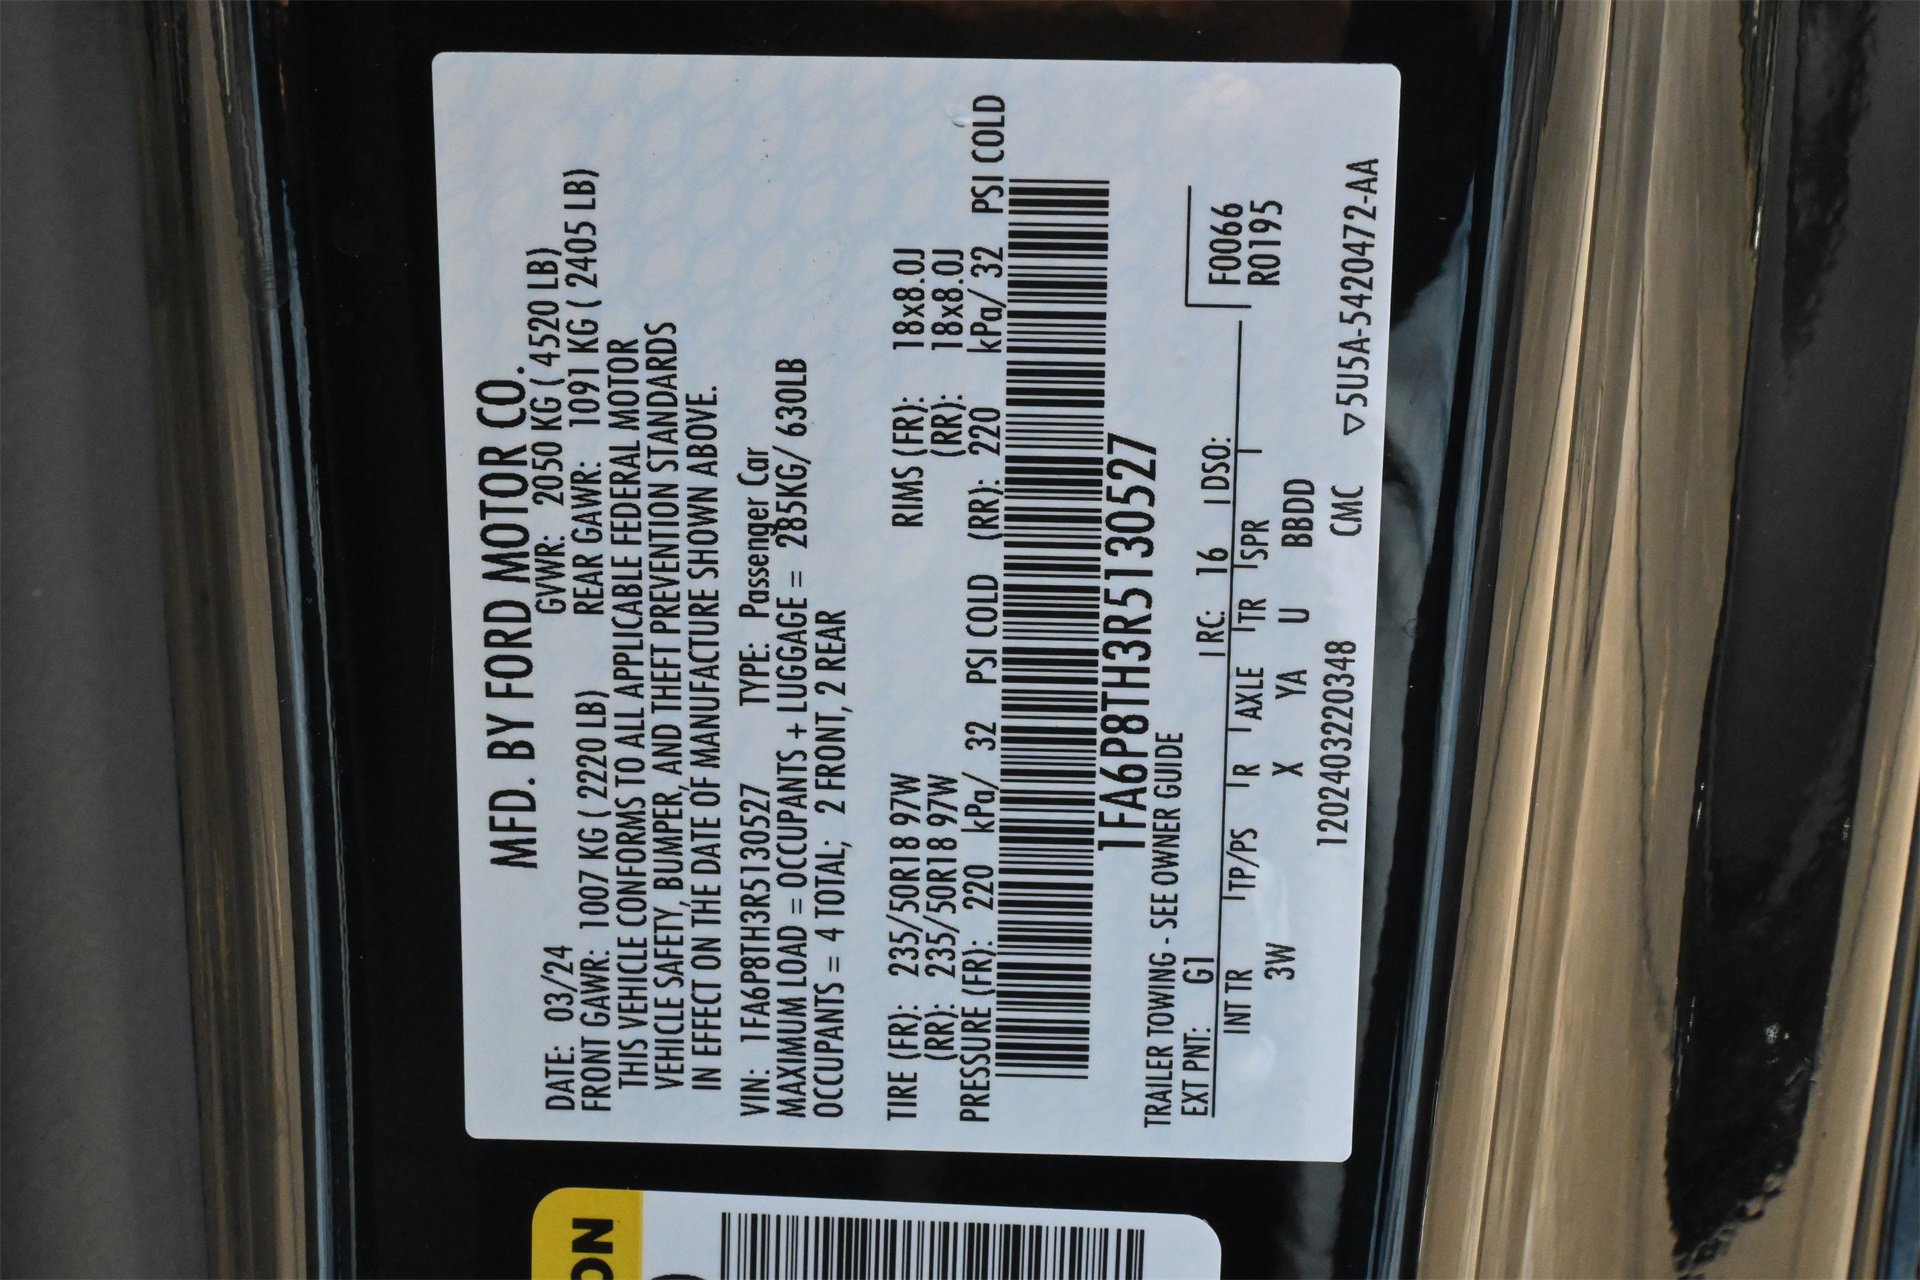 MFD. BY FORD MOTOR CO.
DATE: 03/24 GVWR: 2050 KG ( 4520 LB)
FRONT GAWR: 1007 KG ( 2220 LB) REAR GAWR: 1091 KG ( 2405 LB)
THIS VEHICLE CONFORMS TO ALL APPLICABLE FEDERAL MOTOR
VEHICLE SAFETY, BUMPER, AND THEFT PREVENTION STANDARDS
IN EFFECT ON THE DATE OF MANUFACTURE SHOWN ABOVE.
VIN: 1FA6P8TH3R5130527 TYPE: Passenger Car
MAXIMUM LOAD = OCCUPANTS + LUGGAGE = 285KG/ 630LB
OCCUPANTS = 4 TOTAL; 2 FRONT, 2 REAR
TIRE (FR): 235/50R18 97W RIMS (FR): 18x8.0J
(RR): 235/50R18 97W (RR): 18x8.0J
PRESSURE (FR): 220 kPa/ 32 PSI COLD (RR): 220 kPa/ 32 PSI COLD
1FA6P8TH3R5130527
TRAILER TOWING - SEE OWNER GUIDE
EXT PNT: G1 RC: 16 DSO: F0066
INT TR TP/PS R AXLE TR SPR R0195
3W X YA U BBDD
1202403220348 CMC ▽5U5A-5420472-AA
ON